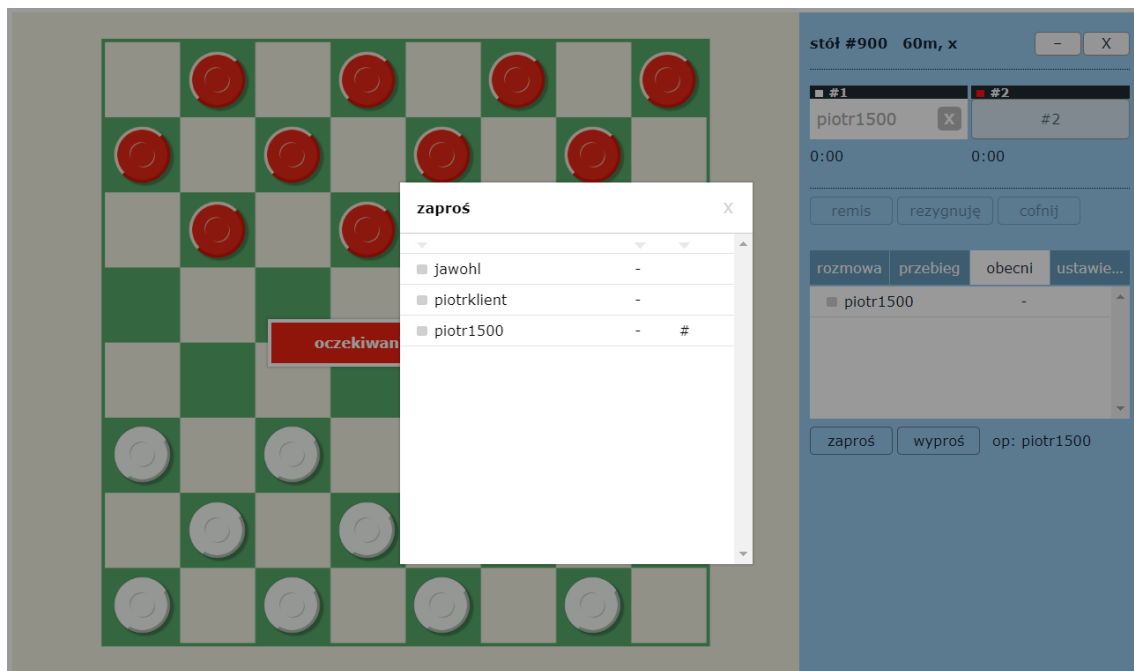 stół #900 60m, x – X
#1 #2
piotr1500 X #2
0:00 0:00
remis rezygnuję cofnij
rozmowa przebieg obecni ustawie...
piotr1500 -
zaproś wyproś op: piotr1500
zaproś X
jawohl -
piotrklient -
piotr1500 - #
oczekiwan